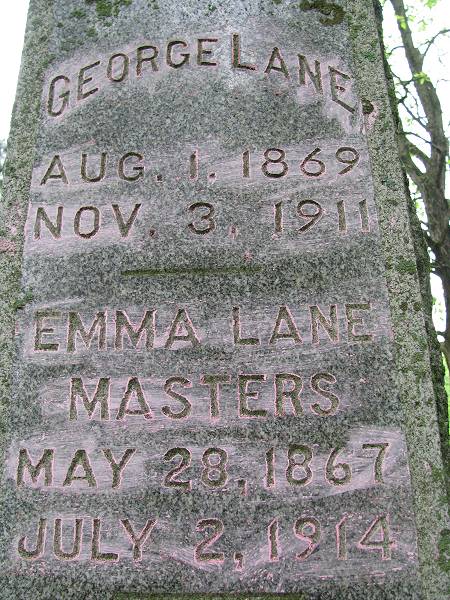 GEORGE LANE
AUG. 1. 1869
NOV. 3, 1911
EMMA LANE
MASTERS
MAY 28, 1867
JULY 2, 1914